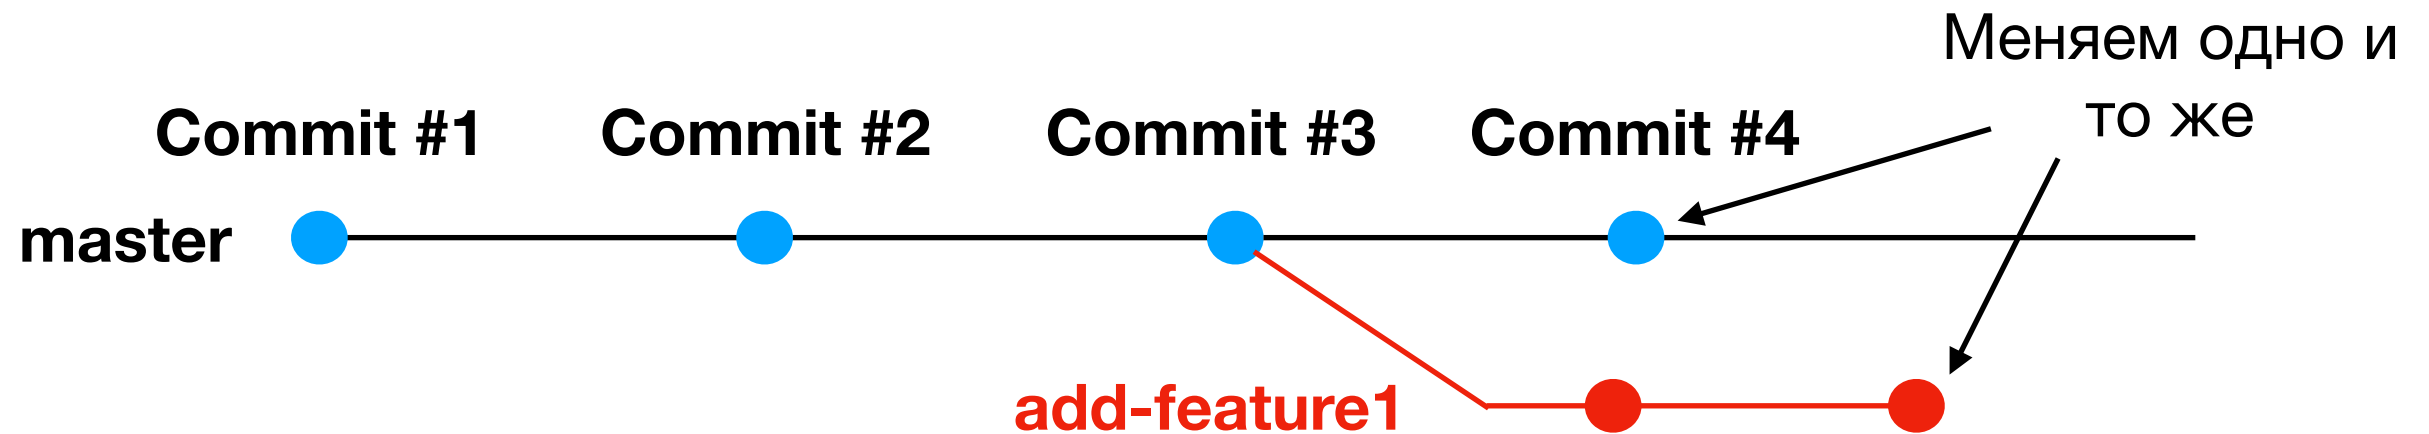 Меняем одно и
то же
Commit #1 Commit #2 Commit #3 Commit #4
master
add-feature1